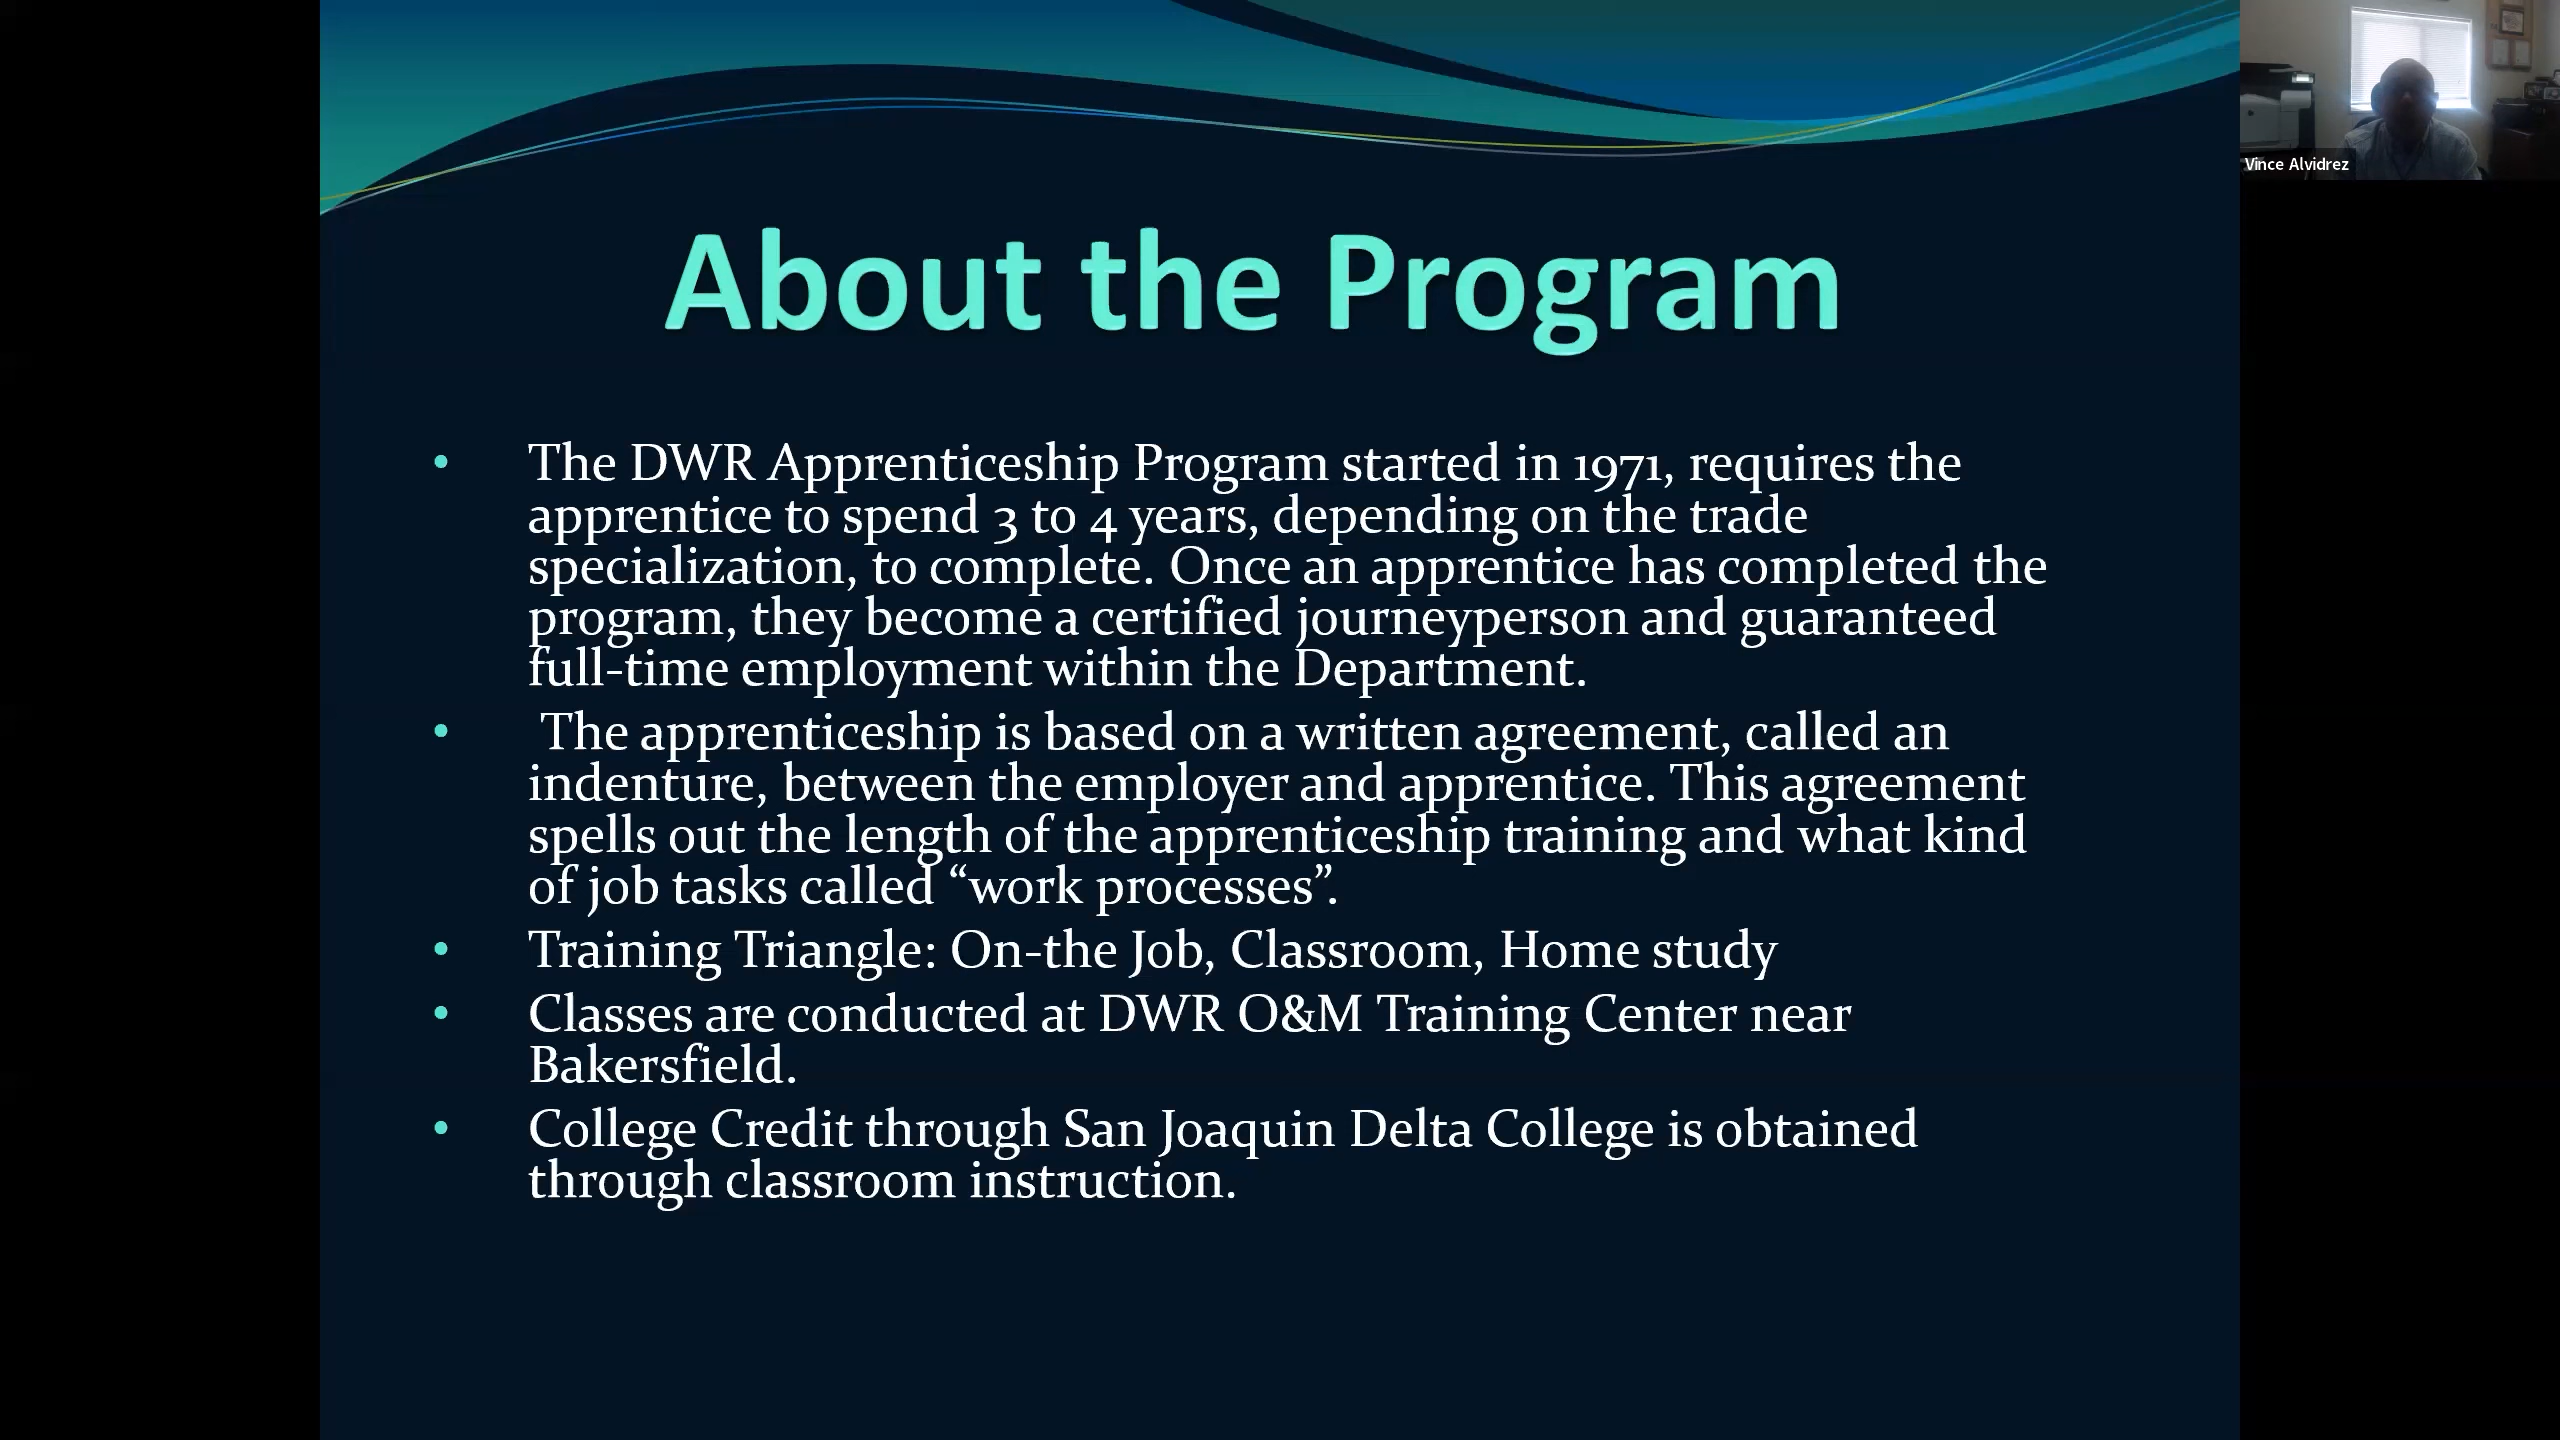 About the Program
• The DWR Apprenticeship Program started in 1971, requires the
apprentice to spend 3 to 4 years, depending on the trade
specialization, to complete. Once an apprentice has completed the
program, they become a certified journeyperson and guaranteed
full-time employment within the Department.
• The apprenticeship is based on a written agreement, called an
indenture, between the employer and apprentice. This agreement
spells out the length of the apprenticeship training and what kind
of job tasks called “work processes”.
• Training Triangle: On-the Job, Classroom, Home study
• Classes are conducted at DWR O&M Training Center near
Bakersfield.
• College Credit through San Joaquin Delta College is obtained
through classroom instruction.
Vince Alvidrez